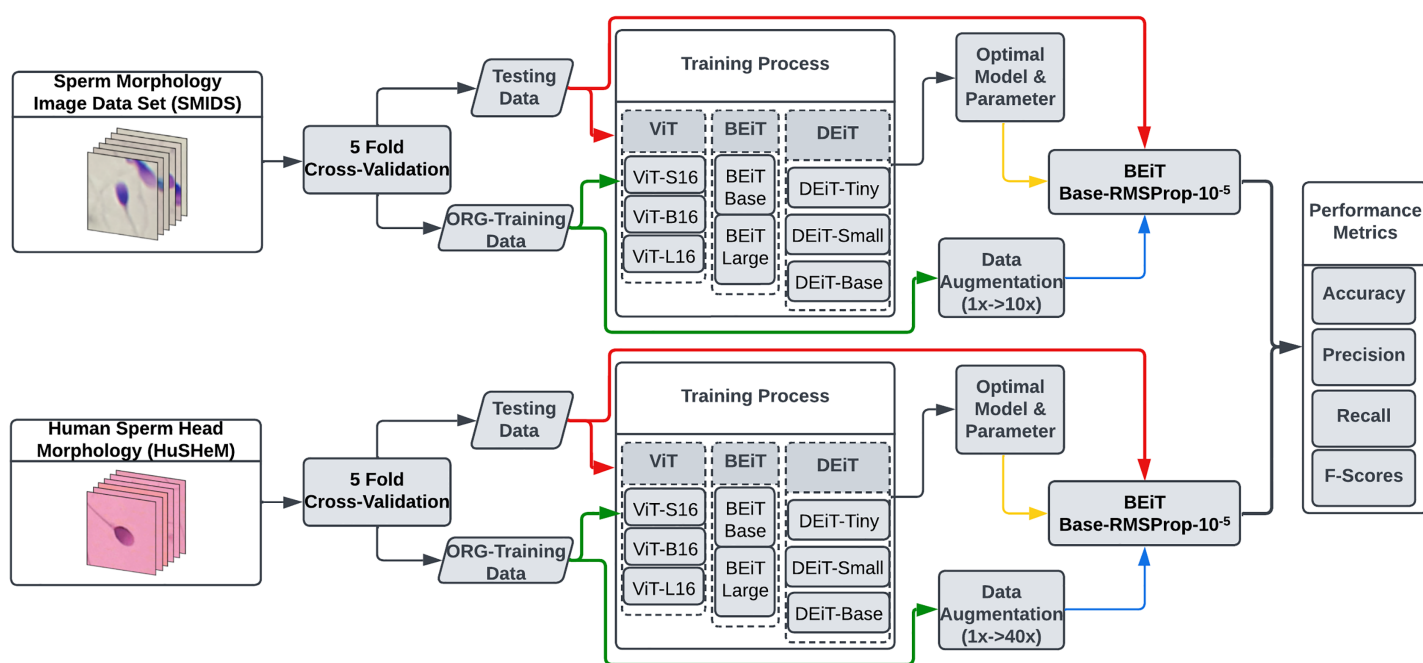 Sperm Morphology
Image Data Set (SMIDS)
5 Fold
Cross-Validation
Testing
Data
ORG-Training
Data
Training Process
ViT
ViT-S16
ViT-B16
ViT-L16
BEiT
BEiT
Base
BEiT
Large
DEiT
DEiT-Tiny
DEiT-Small
DEiT-Base
Optimal
Model &
Parameter
Data
Augmentation
(1x->10x)
BEiT
Base-RMSProp-10⁻⁵
Human Sperm Head
Morphology (HuSHeM)
5 Fold
Cross-Validation
Testing
Data
ORG-Training
Data
Training Process
ViT
ViT-S16
ViT-B16
ViT-L16
BEiT
BEiT
Base
BEiT
Large
DEiT
DEiT-Tiny
DEiT-Small
DEiT-Base
Optimal
Model &
Parameter
Data
Augmentation
(1x->40x)
BEiT
Base-RMSProp-10⁻⁵
Performance
Metrics
Accuracy
Precision
Recall
F-Scores